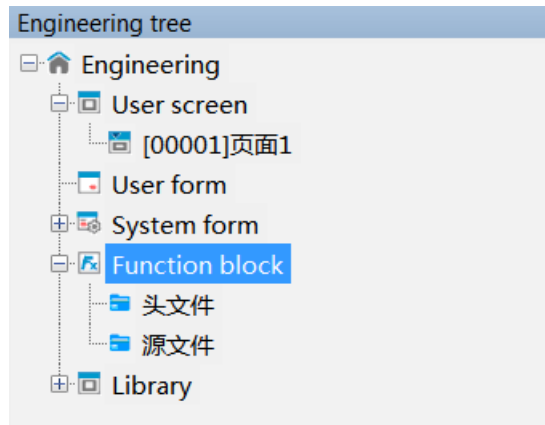 Engineering tree
Engineering
User screen
[00001]页面1
User form
System form
Function block
头文件
源文件
Library